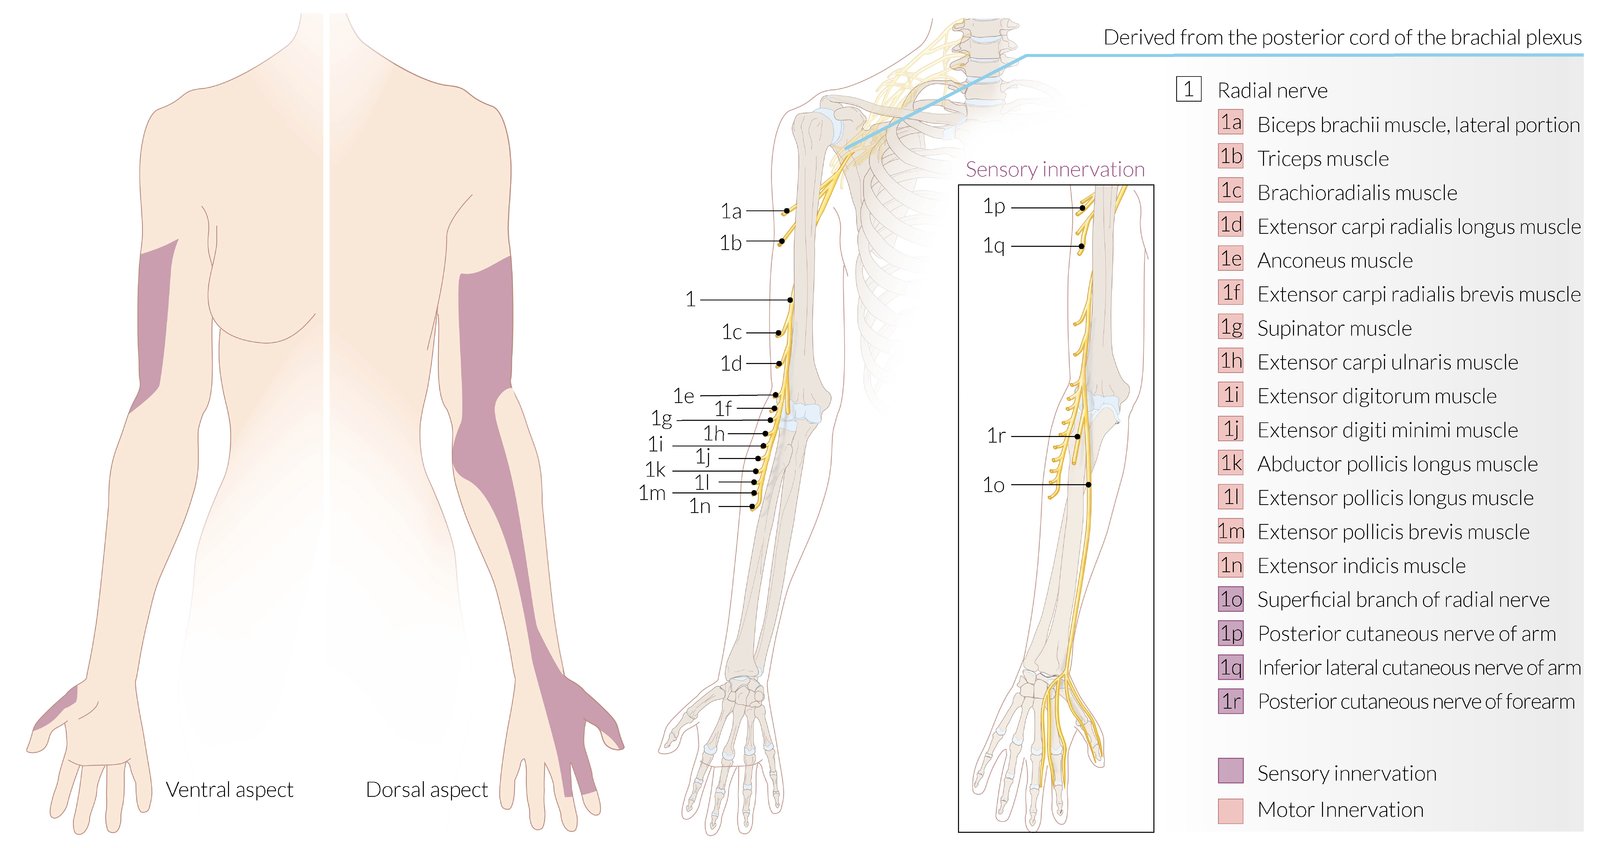 Derived from the posterior cord of the brachial plexus
1 Radial nerve
1a Biceps brachii muscle, lateral portion
1b Triceps muscle
1c Brachioradialis muscle
1d Extensor carpi radialis longus muscle
1e Anconeus muscle
1f Extensor carpi radialis brevis muscle
1g Supinator muscle
1h Extensor carpi ulnaris muscle
1i Extensor digitorum muscle
1j Extensor digiti minimi muscle
1k Abductor pollicis longus muscle
1l Extensor pollicis longus muscle
1m Extensor pollicis brevis muscle
1n Extensor indicis muscle
1o Superficial branch of radial nerve
1p Posterior cutaneous nerve of arm
1q Inferior lateral cutaneous nerve of arm
1r Posterior cutaneous nerve of forearm
Sensory innervation
Motor Innervation
Sensory innervation
1p
1q
1r
1o
1a
1b
1
1c
1d
1e
1f
1g
1h
1i
1j
1k
1l
1m
1n
Ventral aspect
Dorsal aspect